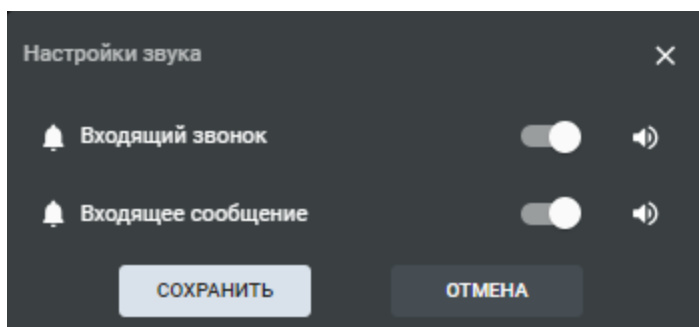 Настройки звука
Входящий звонок
Входящее сообщение
СОХРАНИТЬ ОТМЕНА